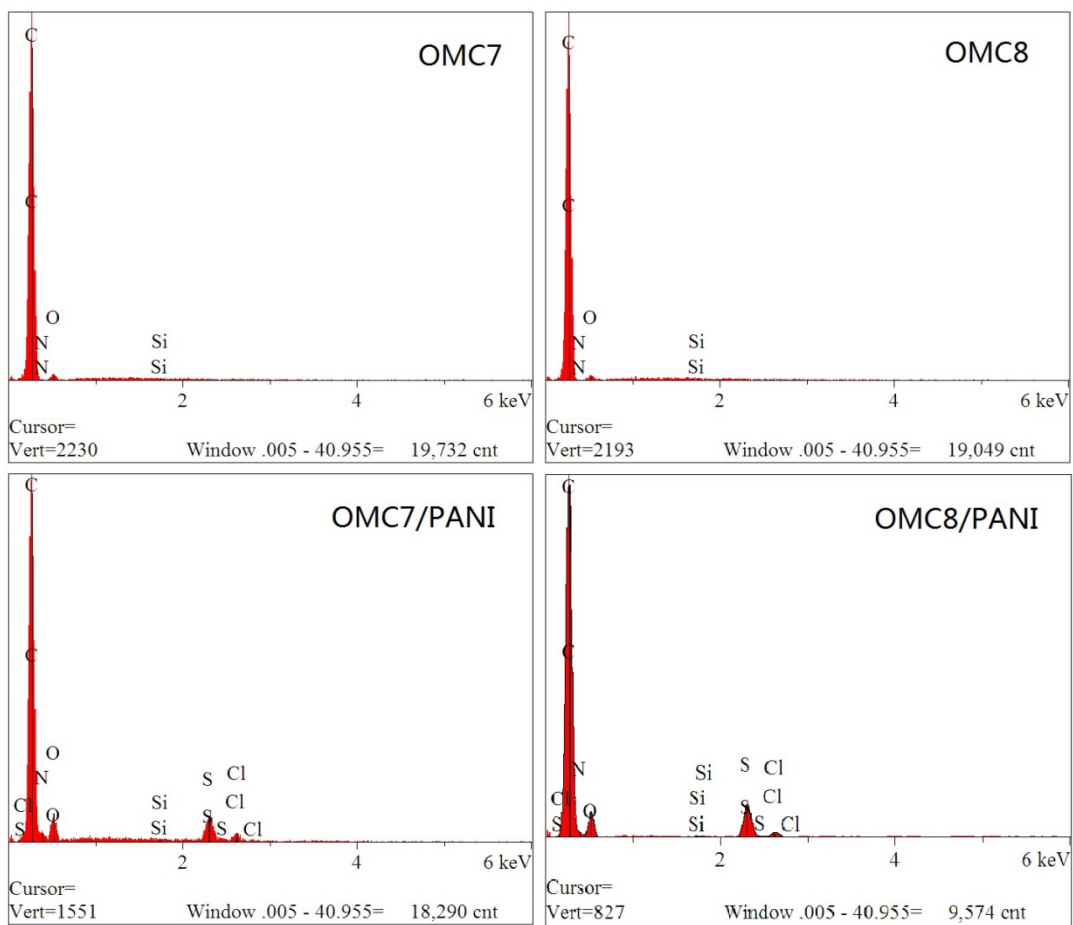 C
OMC7
C
O
N
Si
N
Si
2
4
6 keV
Cursor=
Vert=2230 Window .005 - 40.955= 19,732 cnt
C
OMC8
C
O
N
Si
N
Si
2
4
6 keV
Cursor=
Vert=2193 Window .005 - 40.955= 19,049 cnt
C
OMC7/PANI
C
O
N
S
Cl
Cl
O
Si
S
Cl
S
Si
S
Cl
2
4
6 keV
Cursor=
Vert=1551 Window .005 - 40.955= 18,290 cnt
C
OMC8/PANI
C
N
Si
S
Cl
Cl
O
Si
S
Cl
S
Si
S
Cl
2
4
6 keV
Cursor=
Vert=827 Window .005 - 40.955= 9,574 cnt